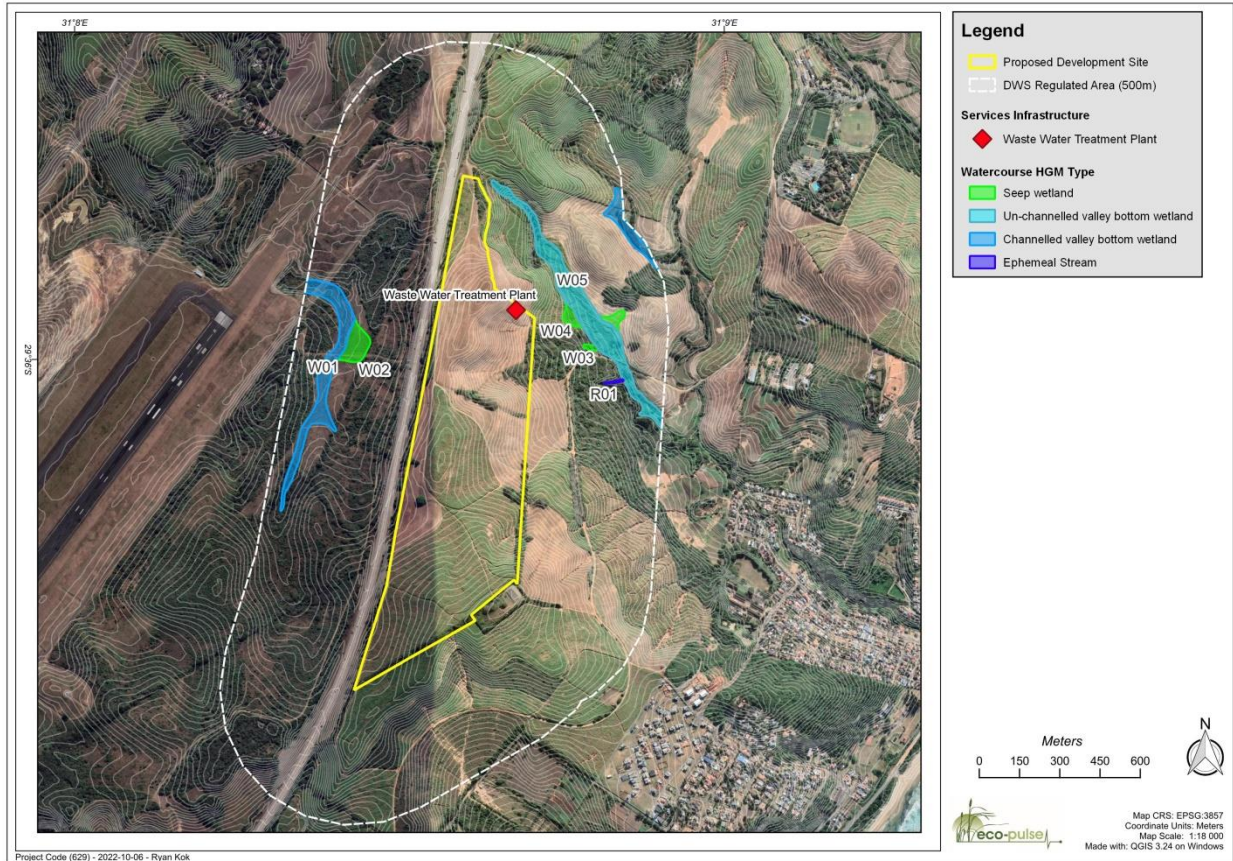 31°8'E
31°9'E
29°36'S
W05
Waste Water Treatment Plant
W04
W03
W01
W02
R01
Legend
Proposed Development Site
DWS Regulated Area (500m)
Services Infrastructure
Waste Water Treatment Plant
Watercourse HGM Type
Seep wetland
Un-channelled valley bottom wetland
Channelled valley bottom wetland
Ephemeal Stream
N
Meters
0 150 300 450 600
eco-pulse
Map CRS: EPSG:3857
Coordinate Units: Meters
Map Scale: 1:18 000
Made with: QGIS 3.24 on Windows
Project Code (629) - 2022-10-06 - Ryan Kok